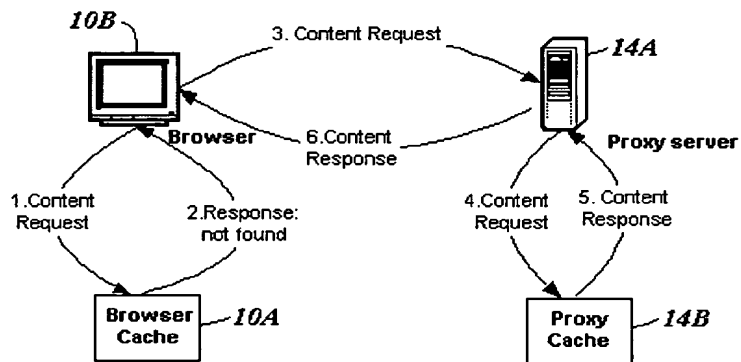 10B
3. Content Request
14A
Browser
6.Content
Response
Proxy server
1.Content
Request
2.Response:
not found
4.Content
Request
5. Content
Response
Browser
Cache
10A
Proxy
Cache
14B